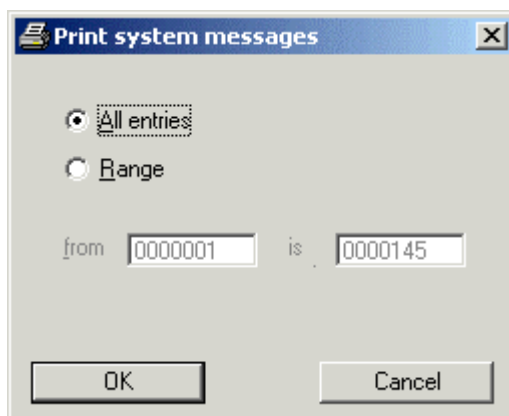 Print system messages
All entries
Range
from 0000001 is 0000145
OK Cancel